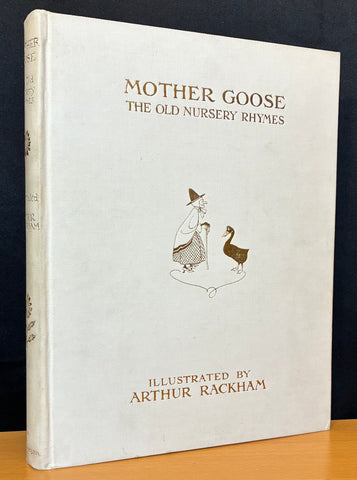 MOTHER GOOSE
THE OLD NURSERY RHYMES
ILLUSTRATED BY
ARTHUR RACKHAM